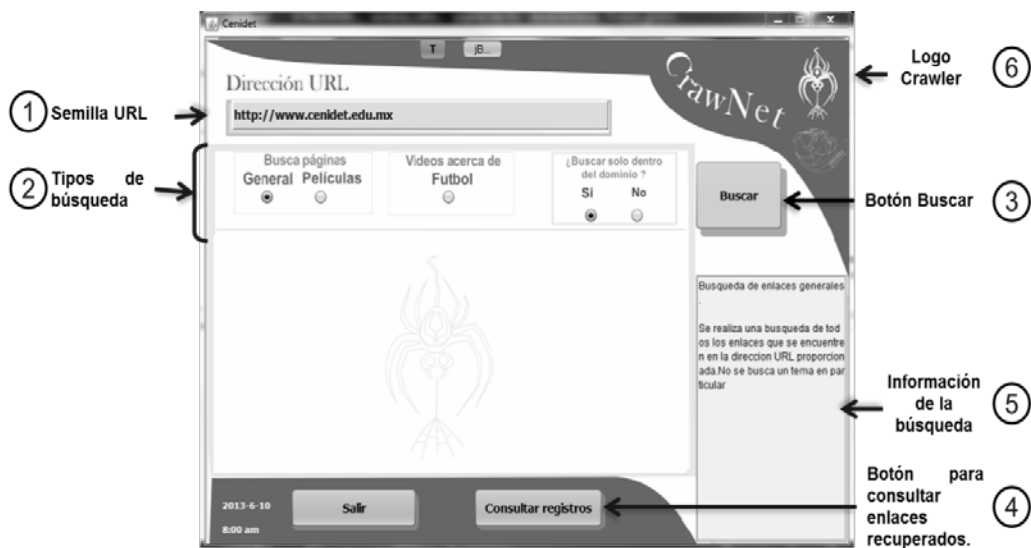 Cenidet
T
jB...
Dirección URL
http://www.cenidet.edu.mx
CrawNet
Logo
Crawler
6
1
Semilla URL
2
Tipos de
búsqueda
Busca páginas
General Películas
Videos acerca de
Futbol
¿Buscar solo dentro
del dominio ?
Si No
Buscar
Botón Buscar
3
Busqueda de enlaces generales
.
Se realiza una busqueda de tod
os los enlaces que se encuentre
n en la direccion URL proporcion
ada.No se busca un tema en par
ticular
Información
de la
búsqueda
5
Botón para
consultar
enlaces
recuperados.
4
2013-6-10
8:00 am
Salir
Consultar registros